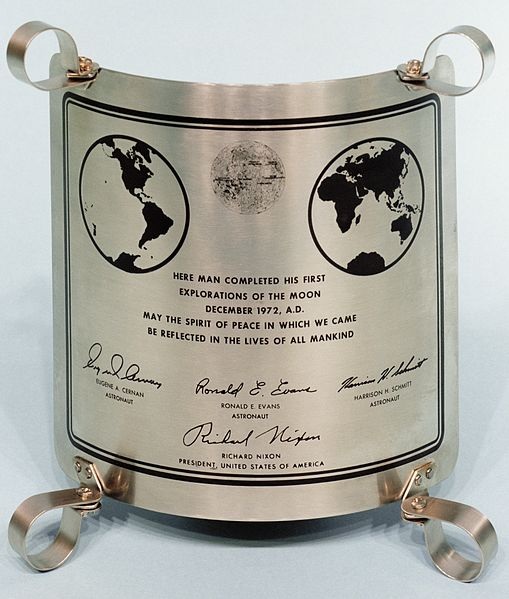 HERE MAN COMPLETED HIS FIRST
EXPLORATIONS OF THE MOON
DECEMBER 1972, A.D.
MAY THE SPIRIT OF PEACE IN WHICH WE CAME
BE REFLECTED IN THE LIVES OF ALL MANKIND
EUGENE A. CERNAN
ASTRONAUT
Ronald E. Evans
RONALD E. EVANS
ASTRONAUT
Harrison H. Schmitt
HARRISON H. SCHMITT
ASTRONAUT
Richard Nixon
RICHARD NIXON
PRESIDENT, UNITED STATES OF AMERICA